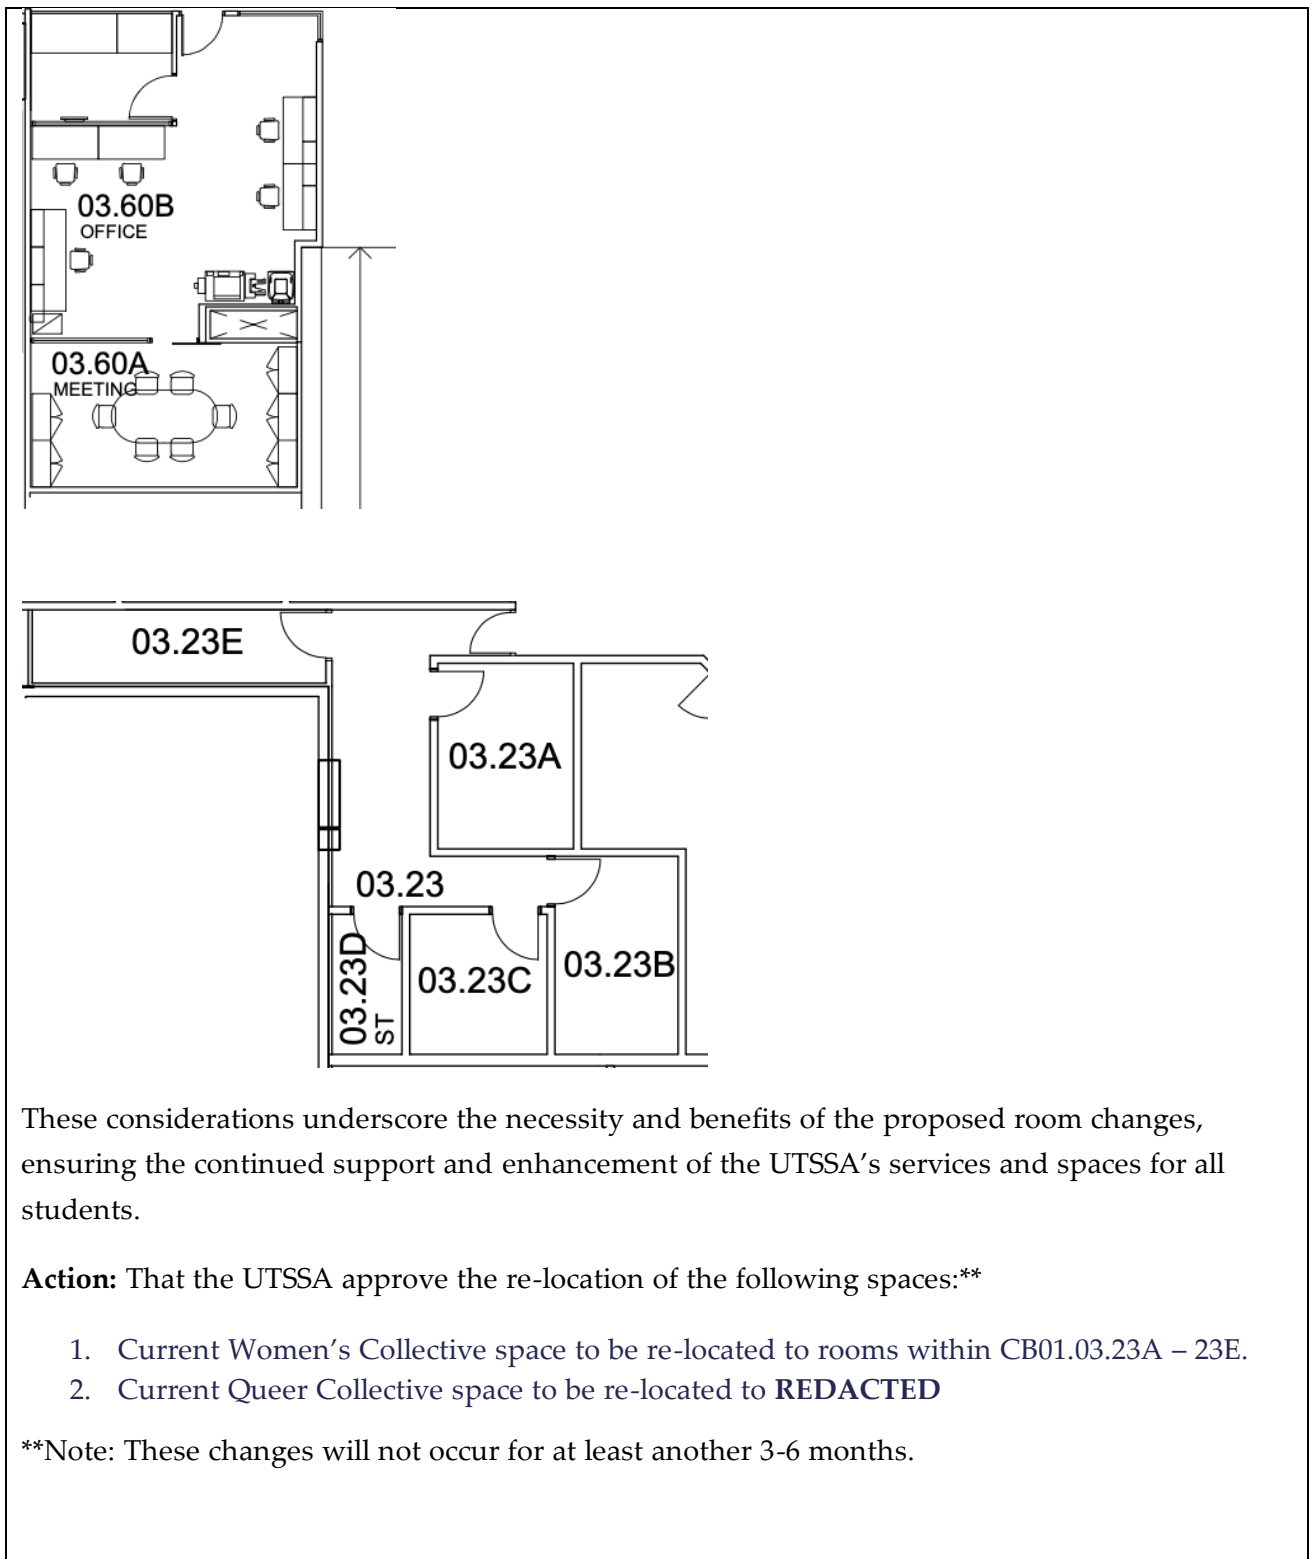 03.60B
OFFICE
03.60A
MEETING
03.23E
03.23A
03.23
03.23D
ST
03.23C
03.23B
These considerations underscore the necessity and benefits of the proposed room changes,
ensuring the continued support and enhancement of the UTSSA’s services and spaces for all
students.
Action: That the UTSSA approve the re-location of the following spaces:**
1. Current Women’s Collective space to be re-located to rooms within CB01.03.23A – 23E.
2. Current Queer Collective space to be re-located to REDACTED
**Note: These changes will not occur for at least another 3-6 months.